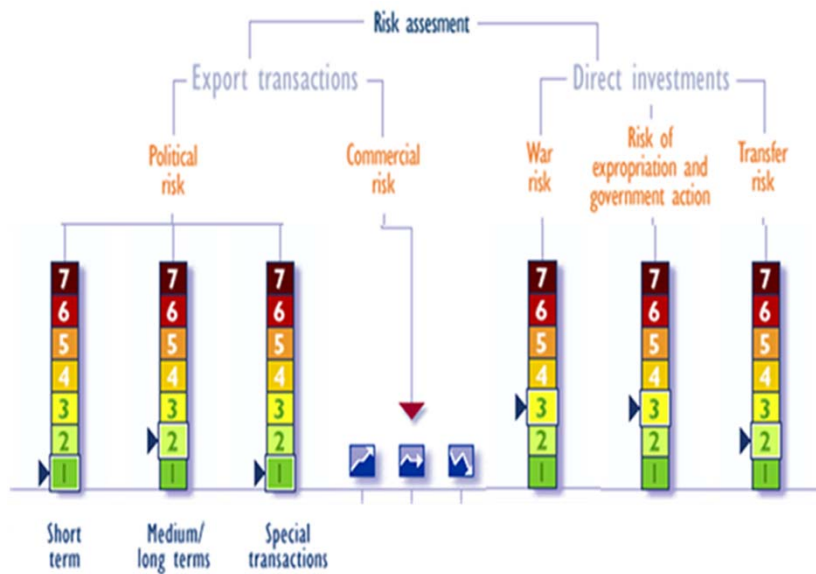 Risk assesment
Export transactions
Direct investments
Political
risk
Commercial
risk
War
risk
Risk of
expropriation and
government action
Transfer
risk
7
6
5
4
3
2
1
7
6
5
4
3
2
1
7
6
5
4
3
2
1
7
6
5
4
3
2
1
7
6
5
4
3
2
1
7
6
5
4
3
2
1
Short
term
Medium/
long terms
Special
transactions